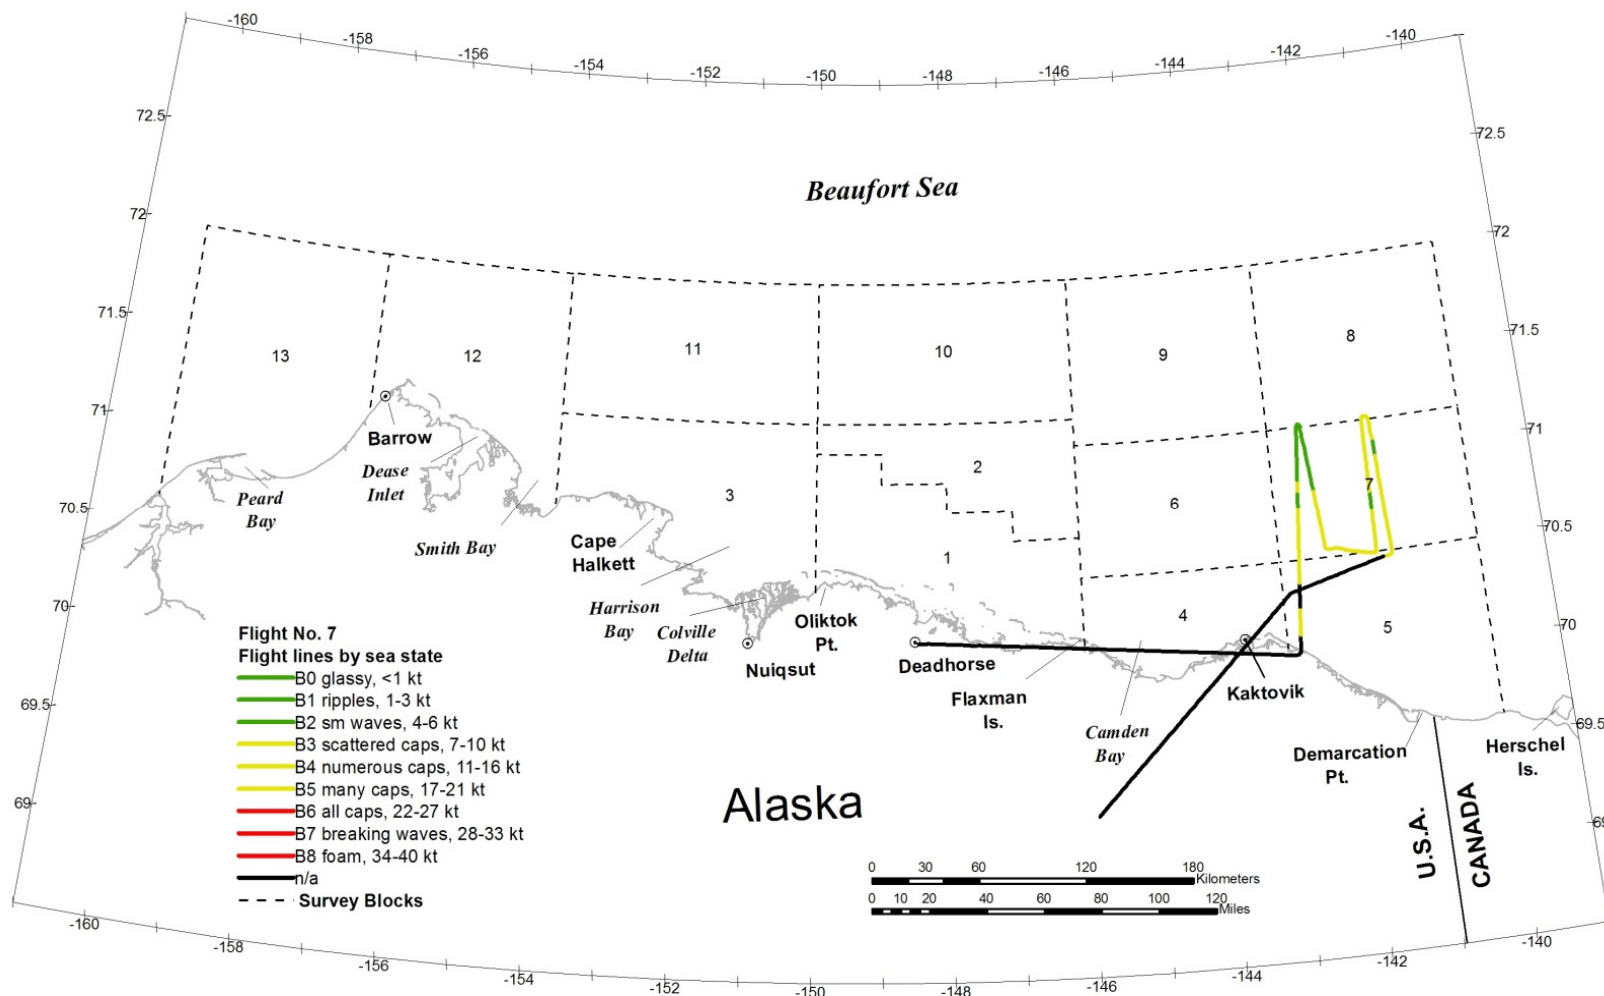 -160
-158
-156
-154
-152
-150
-148
-146
-144
-142
-140
72.5
72.5
Beaufort Sea
72
72
71.5
71.5
13
12
11
10
9
8
71
71
Barrow
Dease
Inlet
Peard
Bay
2
3
6
7
70.5
70.5
Smith Bay
Cape
Halkett
1
Harrison
Bay
Colville
Delta
Oliktok
Pt.
4
5
70
70
Nuiqsut
Deadhorse
Flaxman
Is.
Kaktovik
Camden
Bay
69.5
69.5
Demarcation
Pt.
Herschel
Is.
Flight No. 7
Flight lines by sea state
B0 glassy, <1 kt
B1 ripples, 1-3 kt
B2 sm waves, 4-6 kt
B3 scattered caps, 7-10 kt
B4 numerous caps, 11-16 kt
B5 many caps, 17-21 kt
B6 all caps, 22-27 kt
B7 breaking waves, 28-33 kt
B8 foam, 34-40 kt
n/a
Survey Blocks
69
69
Alaska
U.S.A.
CANADA
0 30 60 120 180
Kilometers
0 10 20 40 60 80 100 120
Miles
-160
-158
-156
-154
-150
-148
-146
-144
-142
-140